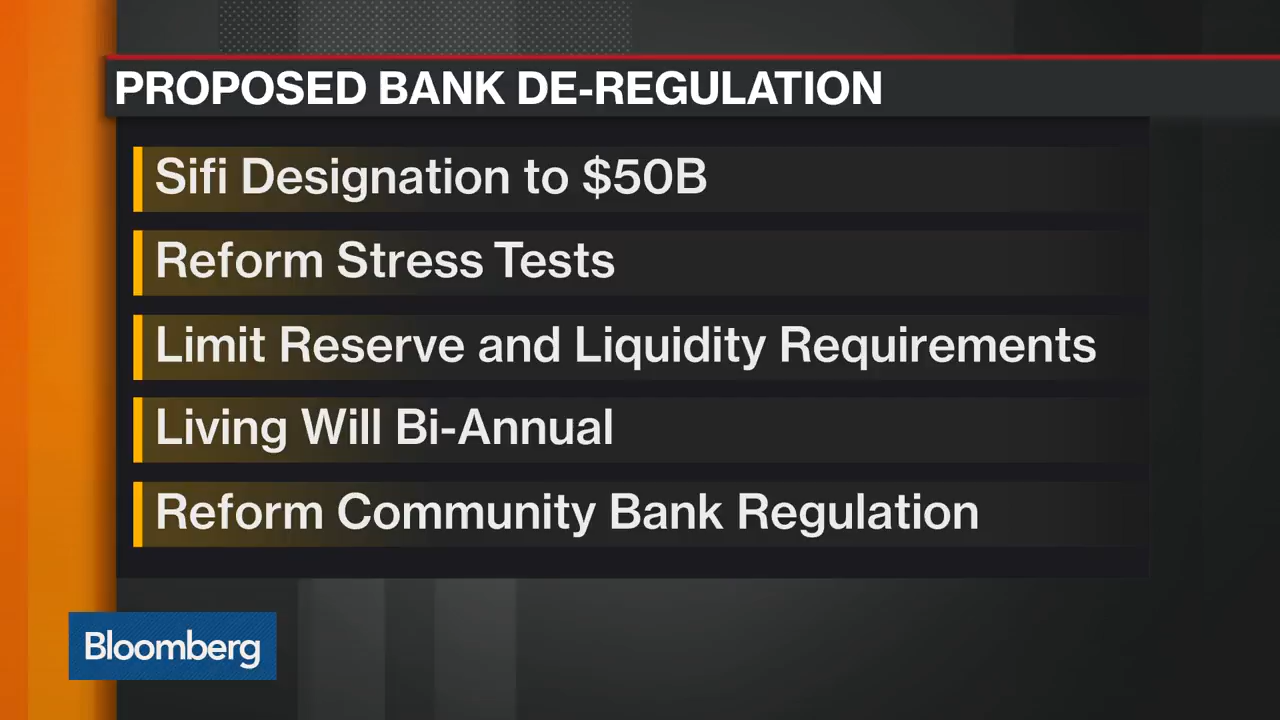 PROPOSED BANK DE-REGULATION
Sifi Designation to $50B
Reform Stress Tests
Limit Reserve and Liquidity Requirements
Living Will Bi-Annual
Reform Community Bank Regulation
Bloomberg